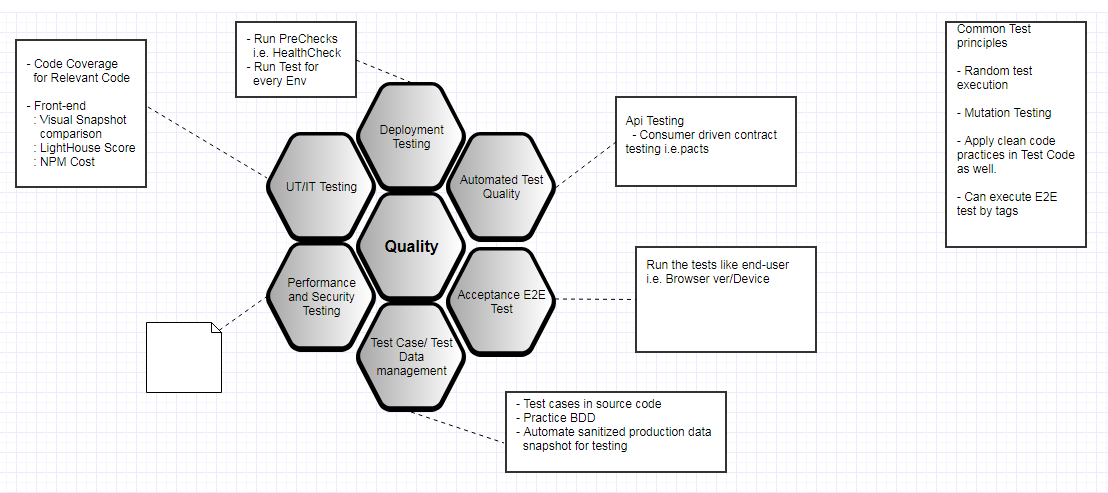 - Code Coverage
for Relevant Code
- Front-end
: Visual Snapshot
comparison
: LightHouse Score
: NPM Cost
- Run PreChecks
i.e. HealthCheck
- Run Test for
every Env
Deployment
Testing
UT/IT Testing
Automated Test
Quality
Quality
Performance
and Security
Testing
Acceptance E2E
Test
Test Case/ Test
Data
management
Api Testing
- Consumer driven contract
testing i.e.pacts
Run the tests like end-user
i.e. Browser ver/Device
- Test cases in source code
- Practice BDD
- Automate sanitized production data
snapshot for testing
Common Test
principles
- Random test
execution
- Mutation Testing
- Apply clean code
practices in Test Code
as well.
- Can execute E2E
test by tags